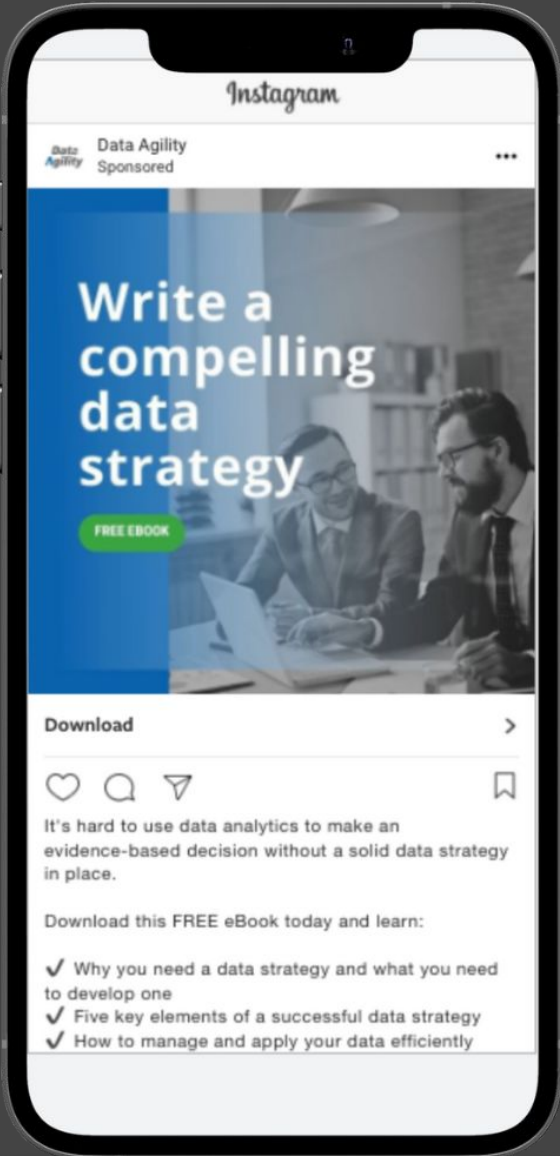 Instagram
Data
Agility
Data Agility
Sponsored
Write a
compelling
data
strategy
FREE EBOOK
Download
It's hard to use data analytics to make an
evidence-based decision without a solid data strategy
in place.
Download this FREE eBook today and learn:
✓ Why you need a data strategy and what you need
to develop one
✓ Five key elements of a successful data strategy
✓ How to manage and apply your data efficiently